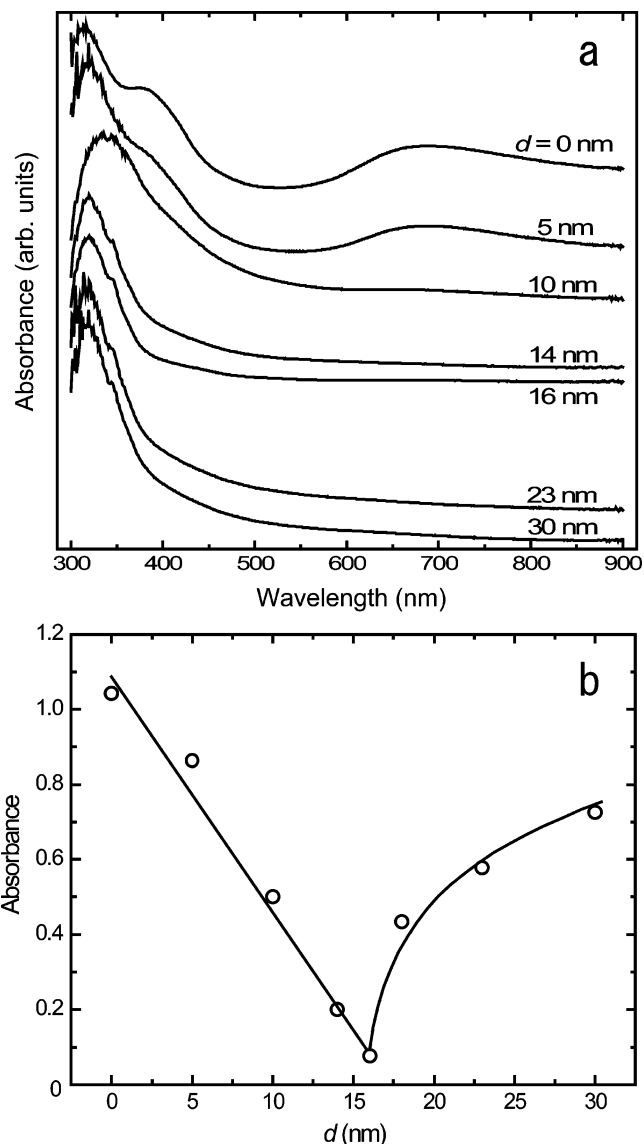 a
d = 0 nm
5 nm
10 nm
14 nm
16 nm
23 nm
30 nm
Absorbance (arb. units)
300 400 500 600 700 800 900
Wavelength (nm)
b
1.2
1.0
0.8
0.6
0.4
0.2
0
Absorbance
0 5 10 15 20 25 30
d (nm)